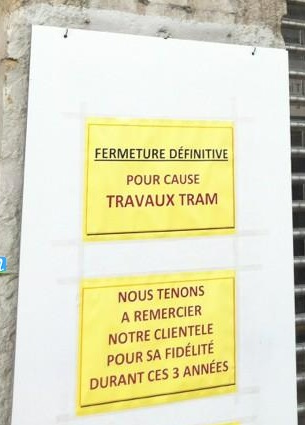 FERMETURE DÉFINITIVE
POUR CAUSE
TRAVAUX TRAM
NOUS TENONS
A REMERCIER
NOTRE CLIENTELE
POUR SA FIDÉLITÉ
DURANT CES 3 ANNÉES